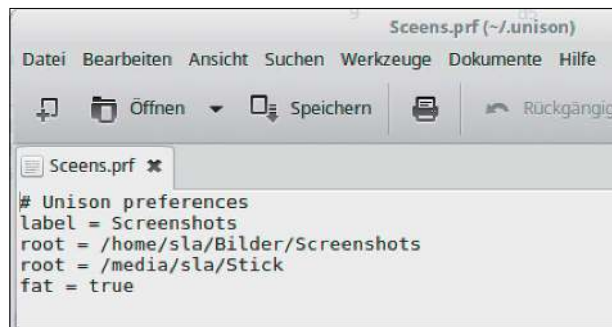 Sceens.prf (~/.unison)
Datei Bearbeiten Ansicht Suchen Werkzeuge Dokumente Hilfe
Öffnen Speichern Rückgängig
Sceens.prf
# Unison preferences
label = Screenshots
root = /home/sla/Bilder/Screenshots
root = /media/sla/Stick
fat = true